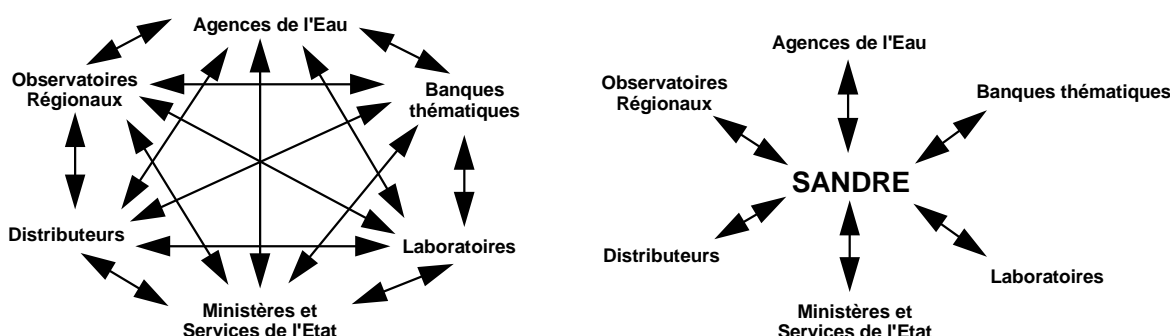 Agences de l'Eau
Observatoires
Régionaux
Banques
thématiques
Distributeurs
Laboratoires
Ministères et
Services de l'Etat
Agences de l'Eau
Observatoires
Régionaux
Banques thématiques
SANDRE
Distributeurs
Laboratoires
Ministères et
Services de l'Etat